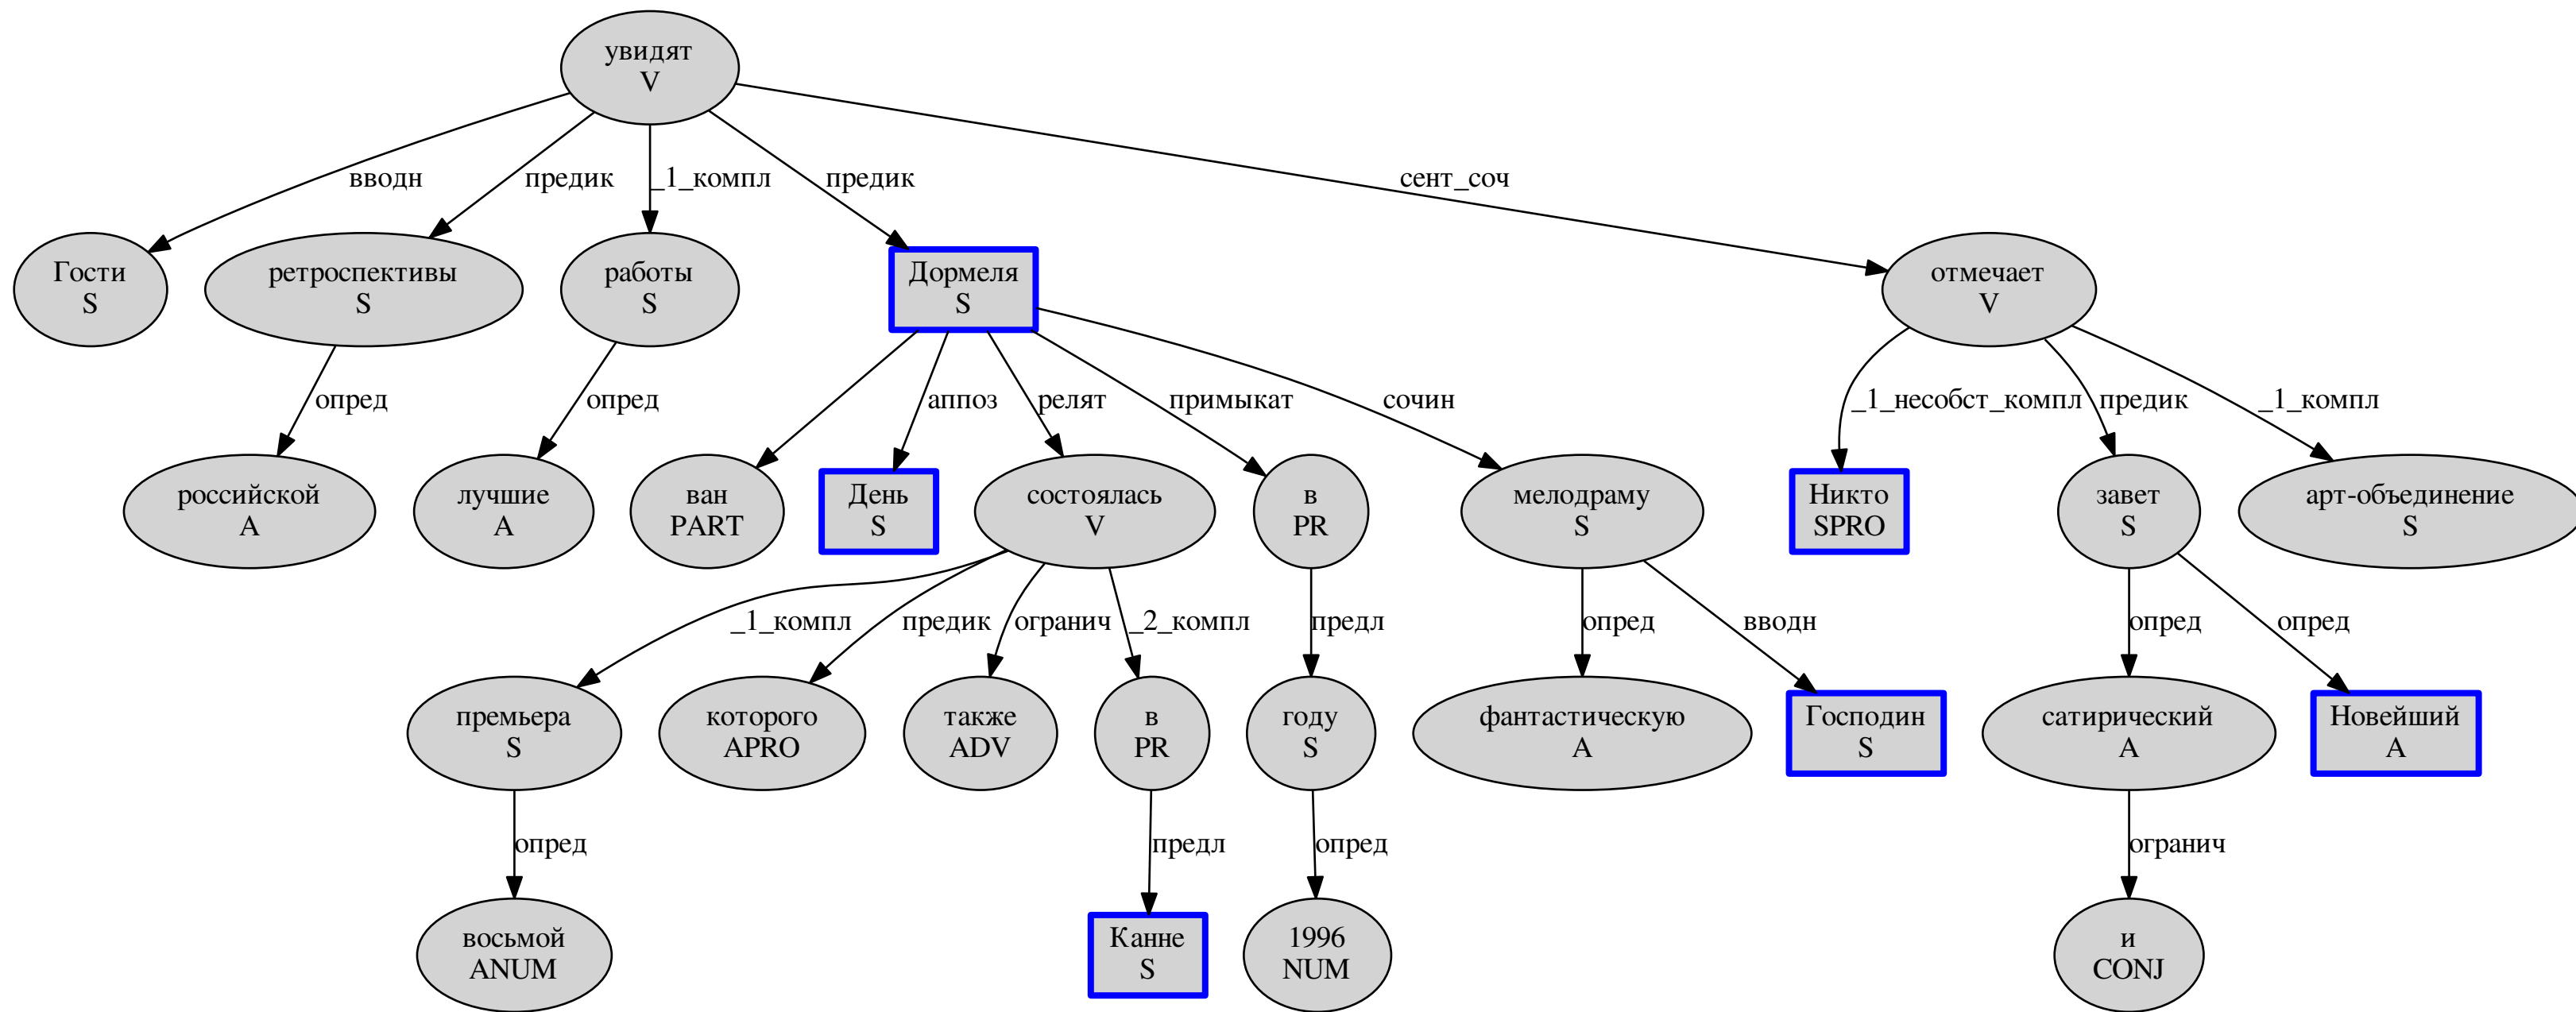 увидят
V
вводн
предик
_1_компл
предик
сент_соч
Гости
S
ретроспективы
S
работы
S
Дормеля
S
отмечает
V
опред
опред
аппоз
релят
примыкат
сочин
_1_несобст_компл
предик
_1_компл
российской
A
лучшие
A
ван
PART
День
S
состоялась
V
в
PR
мелодраму
S
Никто
SPRO
завет
S
арт-объединение
S
_1_компл
предик
огранич
_2_компл
предл
опред
вводн
опред
опред
премьера
S
которого
APRO
также
ADV
в
PR
году
S
фантастическую
A
Господин
S
сатирический
A
Новейший
A
опред
предл
опред
огранич
восьмой
ANUM
Канне
S
1996
NUM
и
CONJ